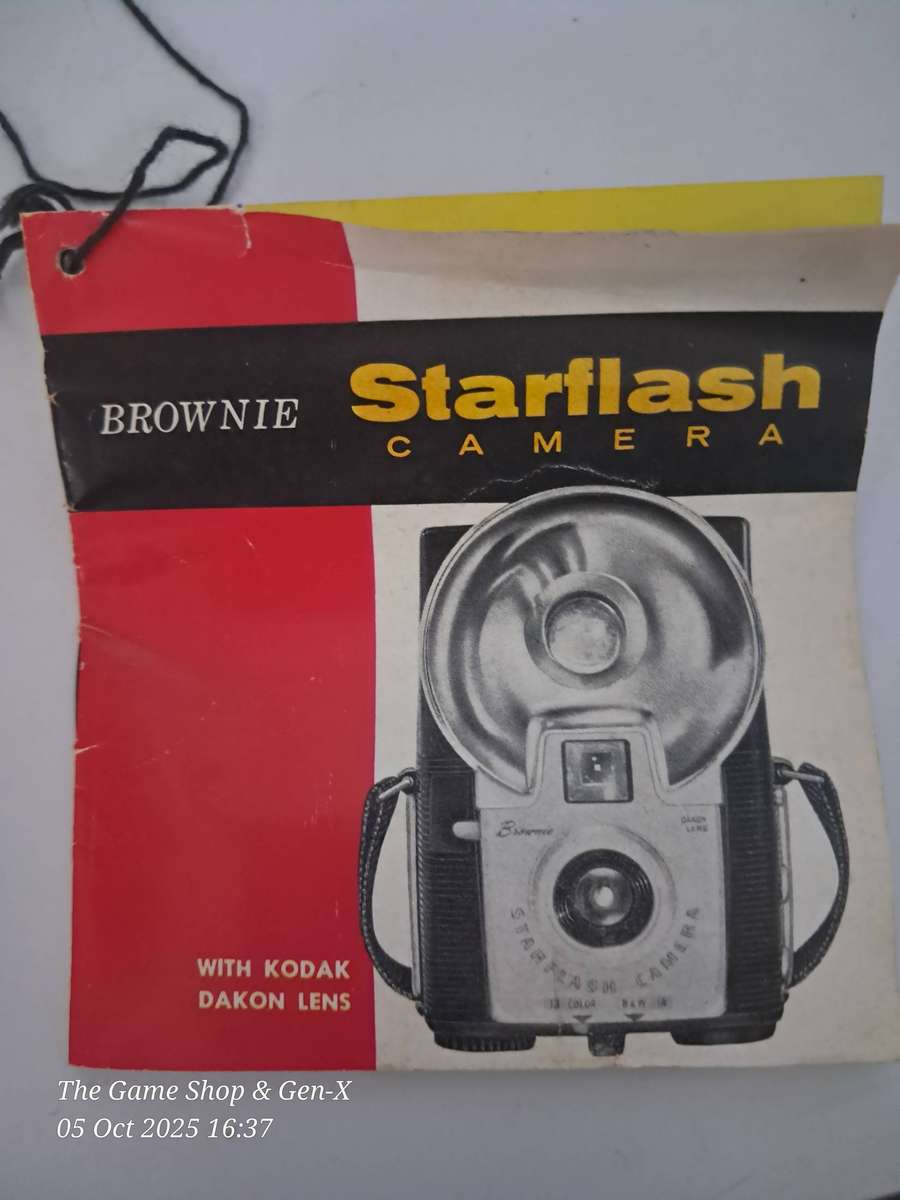 BROWNIE Starflash
CAMERA
Brownie
DAKON
LENS
STARFLASH CAMERA
13 COLOR B&W 14
WITH KODAK
DAKON LENS
The Game Shop & Gen-X
05 Oct 2025 16:37